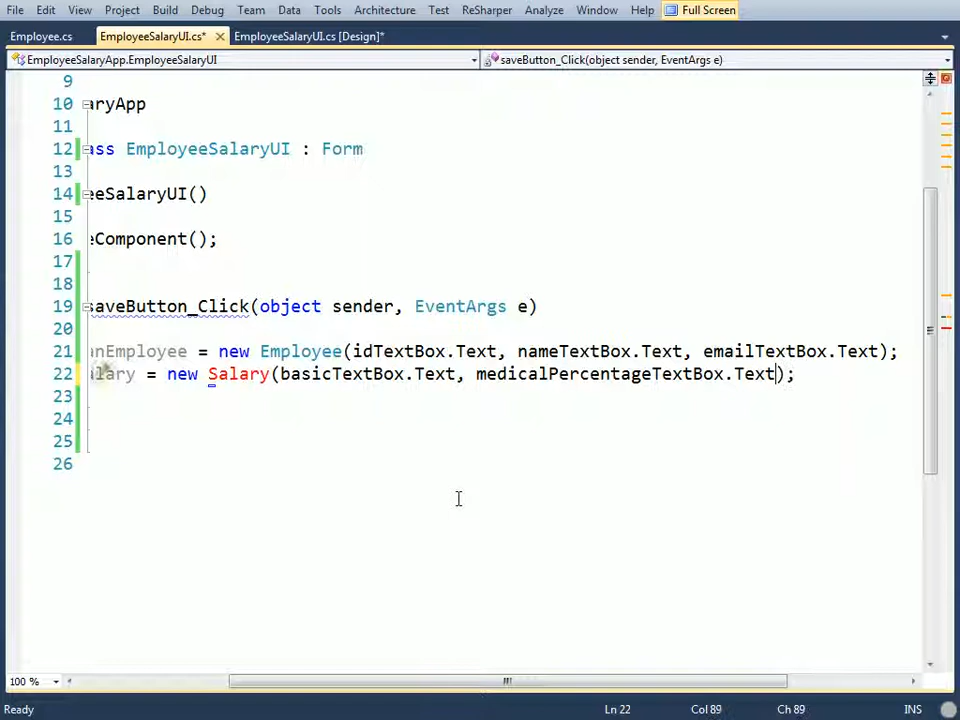 File Edit View Project Build Debug Team Data Tools Architecture Test ReSharper Analyze Window Help Full Screen
Employee.cs EmployeeSalaryUI.cs* EmployeeSalaryUI.cs [Design]*
EmployeeSalaryApp.EmployeeSalaryUI saveButton_Click(object sender, EventArgs e)
9
10 aryApp
11
12 ass EmployeeSalaryUI : Form
13
14 eeSalaryUI()
15
16 eComponent();
17
18
19 saveButton_Click(object sender, EventArgs e)
20
21 anEmployee = new Employee(idTextBox.Text, nameTextBox.Text, emailTextBox.Text);
22 alary = new Salary(basicTextBox.Text, medicalPercentageTextBox.Text);
23
24
25
26
100 %
Ready Ln 22 Col 89 Ch 89 INS